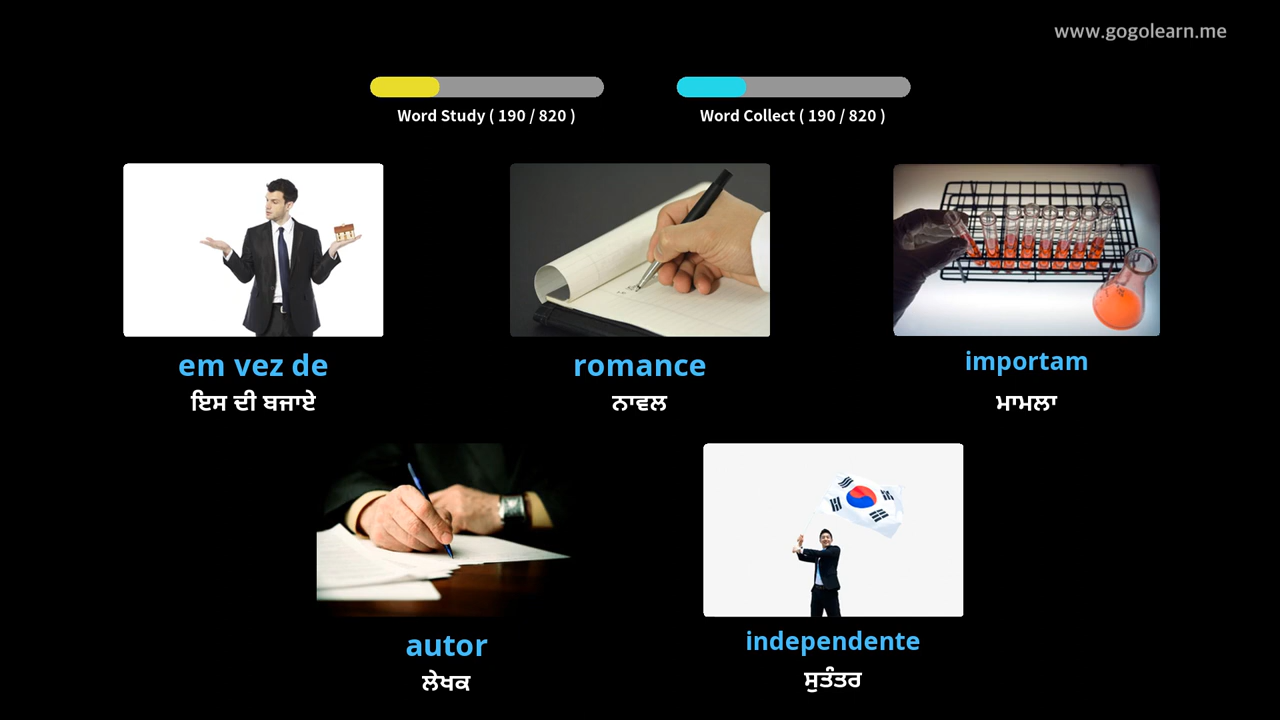 www.gogolearn.me
Word Study ( 190 / 820 )
Word Collect ( 190 / 820 )
em vez de
ਇਸ ਦੀ ਬਜਾਏ
romance
ਨਾਵਲ
importam
ਮਾਮਲਾ
autor
ਲੇਖਕ
independente
ਸੁਤੰਤਰ